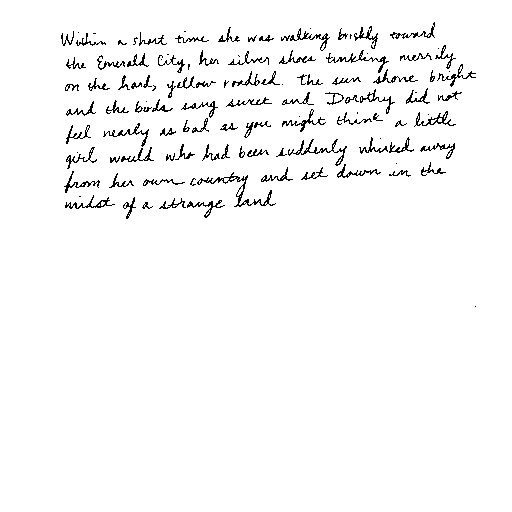 Within a short time she was walking briskly toward
the Emerald City, her silver shoes tinkling merrily
on the hard, yellow roadbed. The sun shone bright
and the birds sang sweet and Dorothy did not
feel nearly as bad as you might think a little
girl would who had been suddenly whisked away
from her own country and set down in the
midst of a strange land